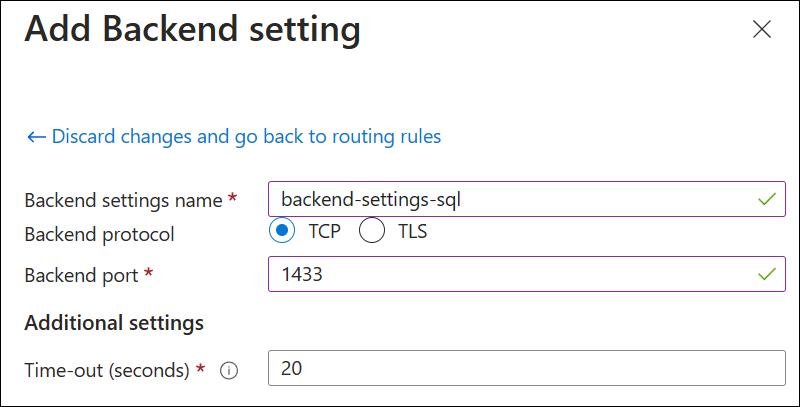 Add Backend setting
← Discard changes and go back to routing rules
Backend settings name * backend-settings-sql
Backend protocol TCP TLS
Backend port * 1433
Additional settings
Time-out (seconds) * 20